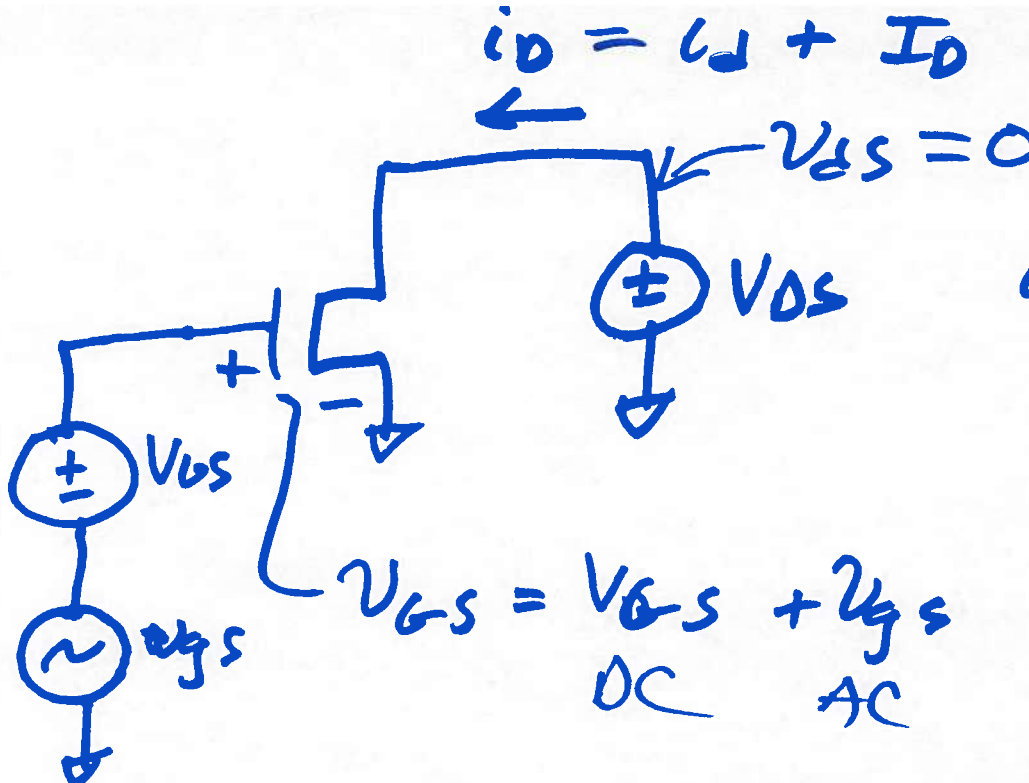 iD = id + ID
vds = 0
± VDS
+
−
± VGS
vGS = VGS + vgs
~ vgs
DC AC